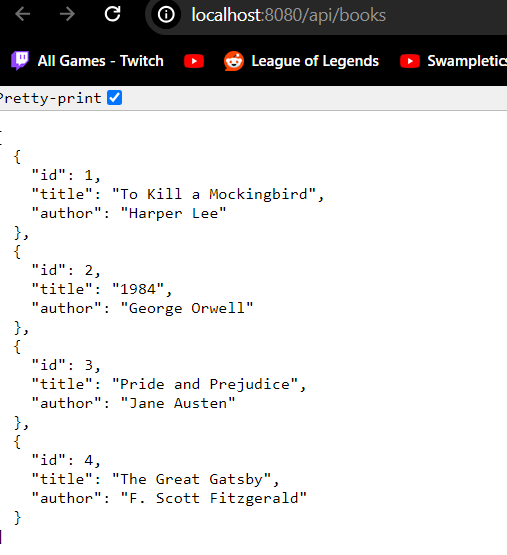 localhost:8080/api/books
All Games - Twitch League of Legends Swampletics
Pretty-print
[
{
"id": 1,
"title": "To Kill a Mockingbird",
"author": "Harper Lee"
},
{
"id": 2,
"title": "1984",
"author": "George Orwell"
},
{
"id": 3,
"title": "Pride and Prejudice",
"author": "Jane Austen"
},
{
"id": 4,
"title": "The Great Gatsby",
"author": "F. Scott Fitzgerald"
}
]